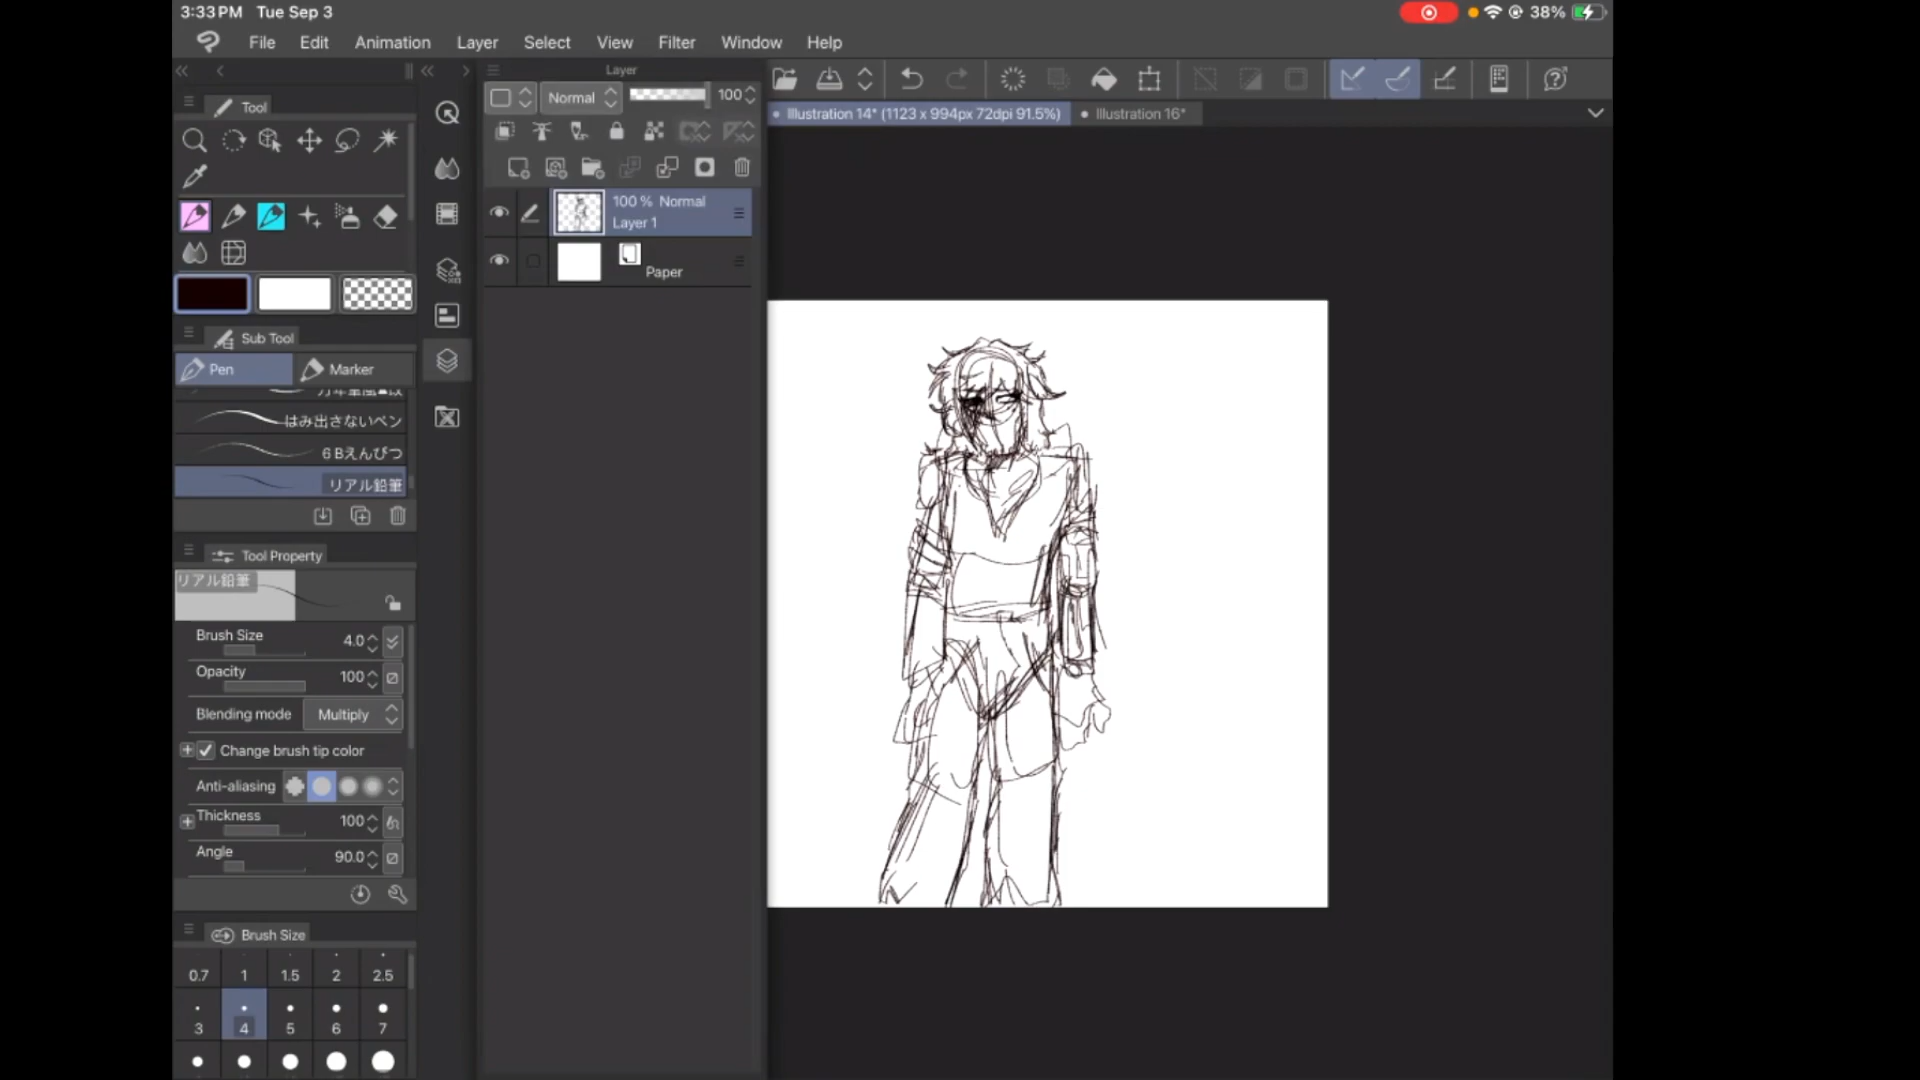 3:33 PM Tue Sep 3
38%
File Edit Animation Layer Select View Filter Window Help
Layer
Tool
Normal
100
Illustration 14* (1123 x 994px 72dpi 91.5%)
Illustration 16*
100 % Normal
Layer 1
Paper
Sub Tool
Pen
Marker
はみ出さないペン
6Bえんぴつ
リアル鉛筆
Tool Property
リアル鉛筆
Brush Size 4.0
Opacity 100
Blending mode Multiply
Change brush tip color
Anti-aliasing
Thickness 100
Angle 90.0
Brush Size
0.7 1 1.5 2 2.5
3 4 5 6 7